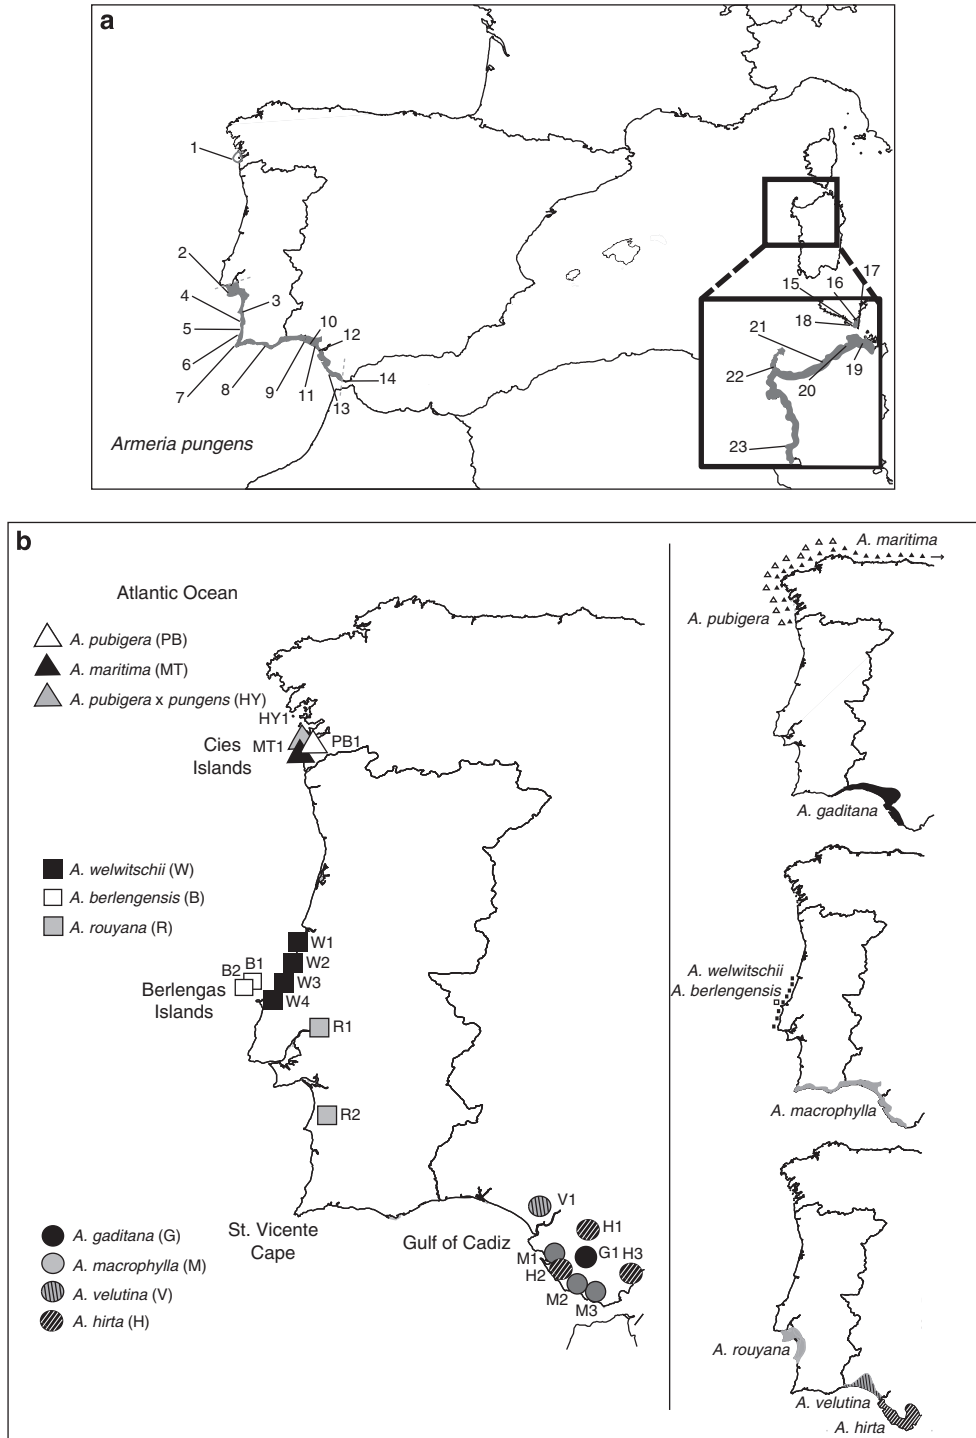 a
1
2
3
4
5
6
7
8
9
10
11
12
13
14
15
16
17
18
19
20
21
22
23
Armeria pungens
b
Atlantic Ocean
A. pubigera (PB)
A. maritima (MT)
A. pubigera x pungens (HY)
HY1
MT1
PB1
Cies
Islands
A. welwitschii (W)
A. berlengensis (B)
A. rouyana (R)
W1
W2
W3
W4
B2
B1
Berlengas
Islands
R1
R2
St. Vicente
Cape
Gulf of Cadiz
A. gaditana (G)
A. macrophylla (M)
A. velutina (V)
A. hirta (H)
V1
H1
M1
G1
H3
H2
M2
M3
A. maritima
A. pubigera
A. gaditana
A. welwitschii
A. berlengensis
A. macrophylla
A. rouyana
A. velutina
A. hirta